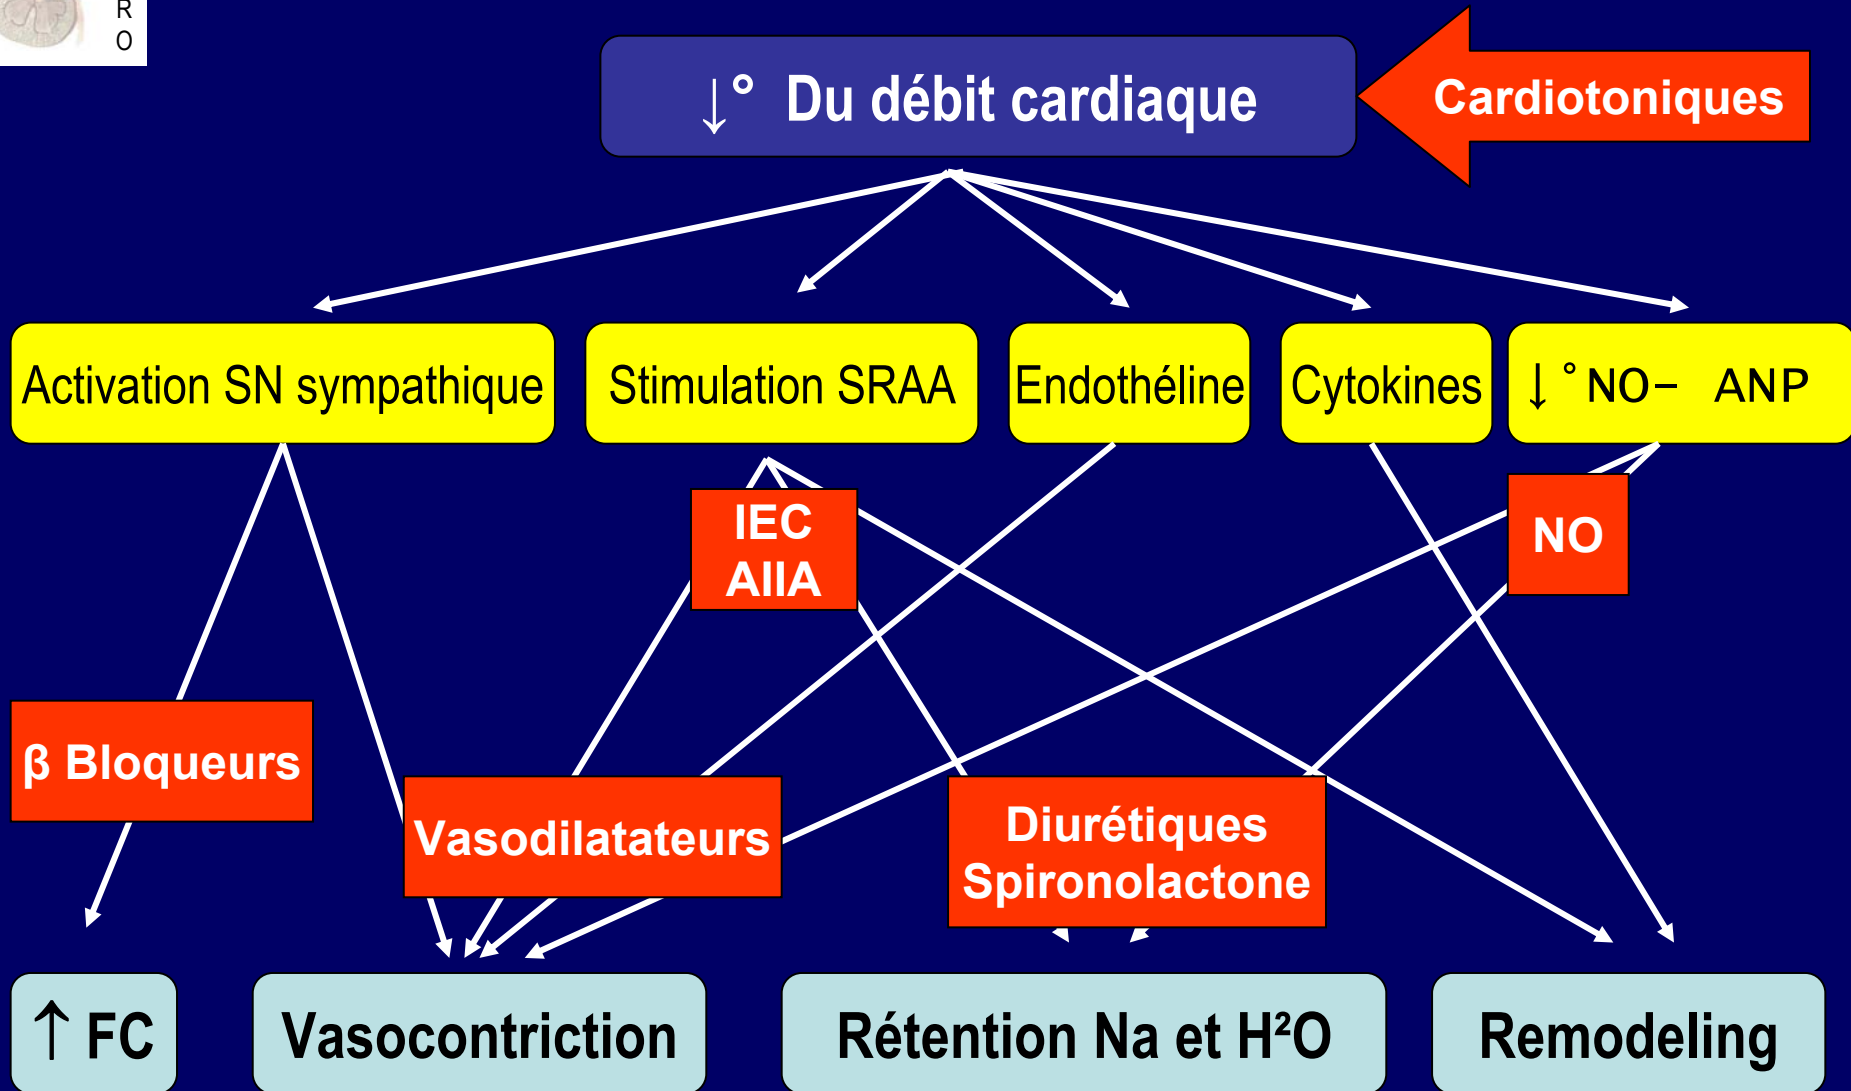 R
O
↓° Du débit cardiaque
Cardiotoniques
Activation SN sympathique
Stimulation SRAA
Endothéline
Cytokines
↓°NO– ANP
IEC
AIIA
NO
β Bloqueurs
Vasodilatateurs
Diurétiques
Spironolactone
↑ FC
Vasocontriction
Rétention Na et H²O
Remodeling